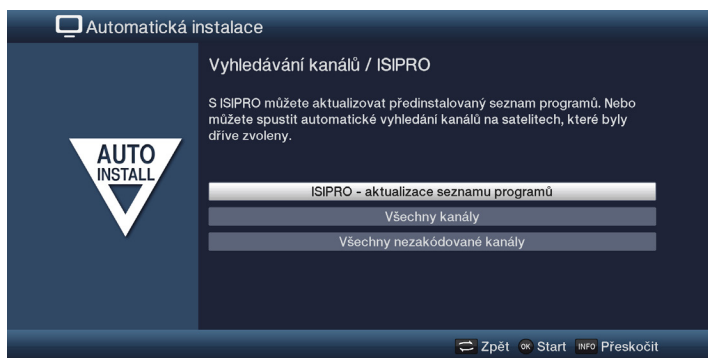 Automatická instalace
Vyhledávání kanálů / ISIPRO
S ISIPRO můžete aktualizovat předinstalovaný seznam programů. Nebo
můžete spustit automatické vyhledání kanálů na satelitech, které byly
dříve zvoleny.
AUTO
INSTALL
ISIPRO - aktualizace seznamu programů
Všechny kanály
Všechny nezakódované kanály
Zpět OK Start INFO Přeskočit